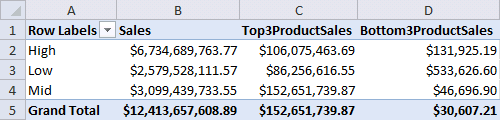 A B C D
1 Row Labels Sales Top3ProductSales Bottom3ProductSales
2 High $6,734,689,763.77 $106,075,463.69 $131,925.19
3 Low $2,579,528,111.57 $86,256,616.55 $533,626.60
4 Mid $3,099,439,733.55 $152,651,739.87 $46,696.90
5 Grand Total $12,413,657,608.89 $152,651,739.87 $30,607.21